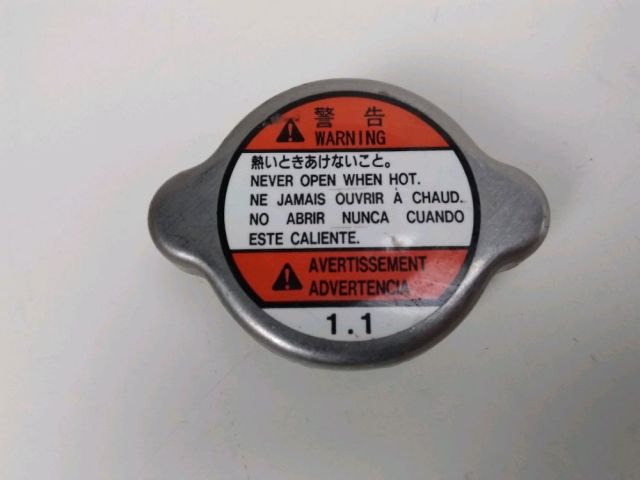 警告
WARNING
熱いときあけないこと。
NEVER OPEN WHEN HOT.
NE JAMAIS OUVRIR À CHAUD.
NO ABRIR NUNCA CUANDO
ESTE CALIENTE.
AVERTISSEMENT
ADVERTENCIA
1.1